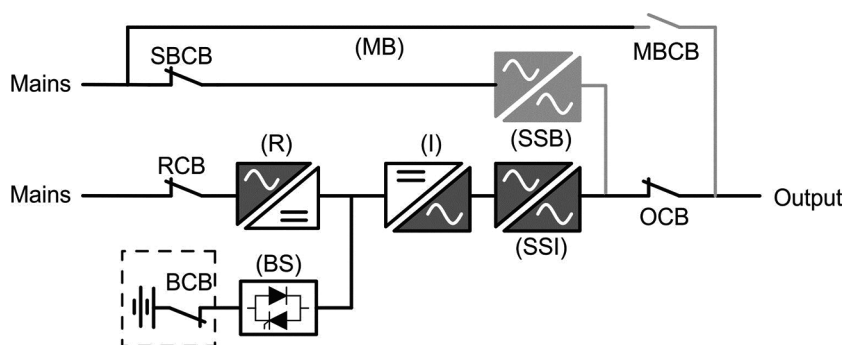 (MB)
MBCB
SBCB
Mains
(SSB)
(R)
(I)
RCB
Mains
Output
OCB
(SSI)
(BS)
BCB